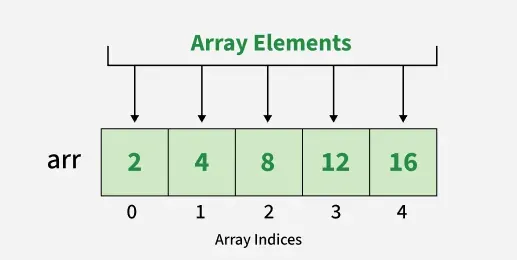 Array Elements
arr 2 4 8 12 16
0 1 2 3 4
Array Indices